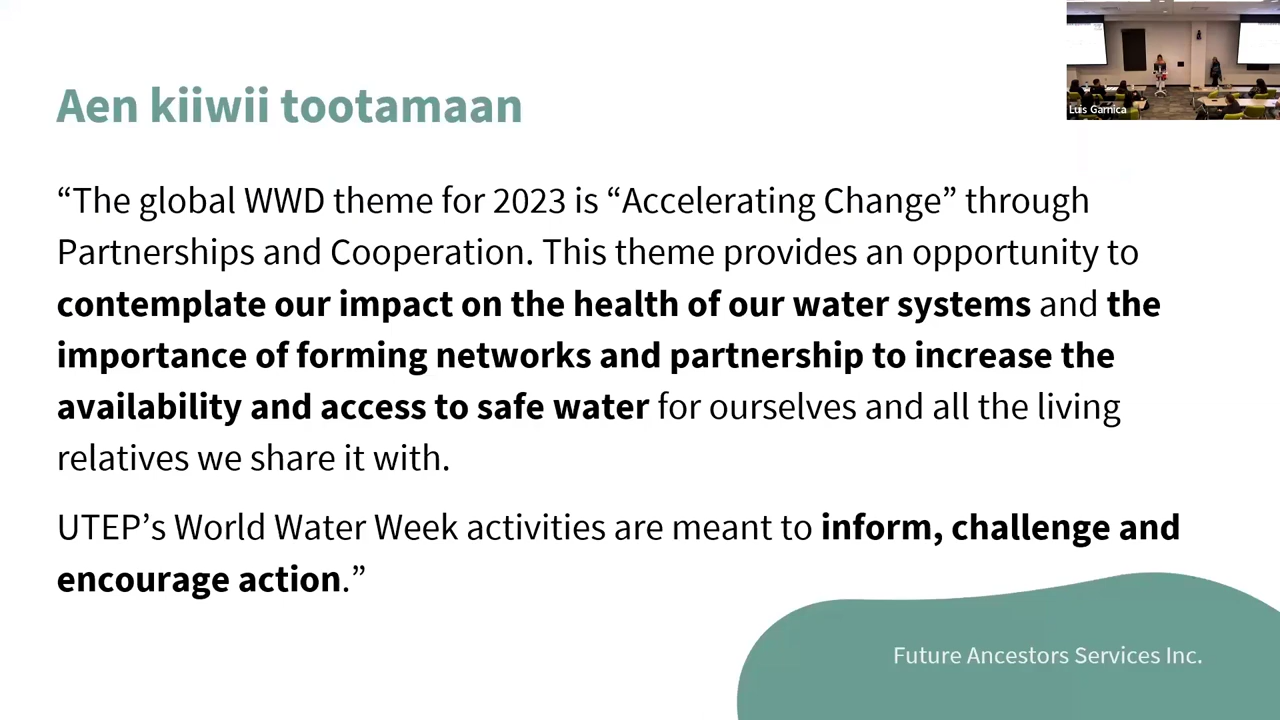 Luis Garnica
Aen kiiwii tootamaan
“The global WWD theme for 2023 is “Accelerating Change” through
Partnerships and Cooperation. This theme provides an opportunity to
contemplate our impact on the health of our water systems and the
importance of forming networks and partnership to increase the
availability and access to safe water for ourselves and all the living
relatives we share it with.
UTEP’s World Water Week activities are meant to inform, challenge and
encourage action.”
Future Ancestors Services Inc.